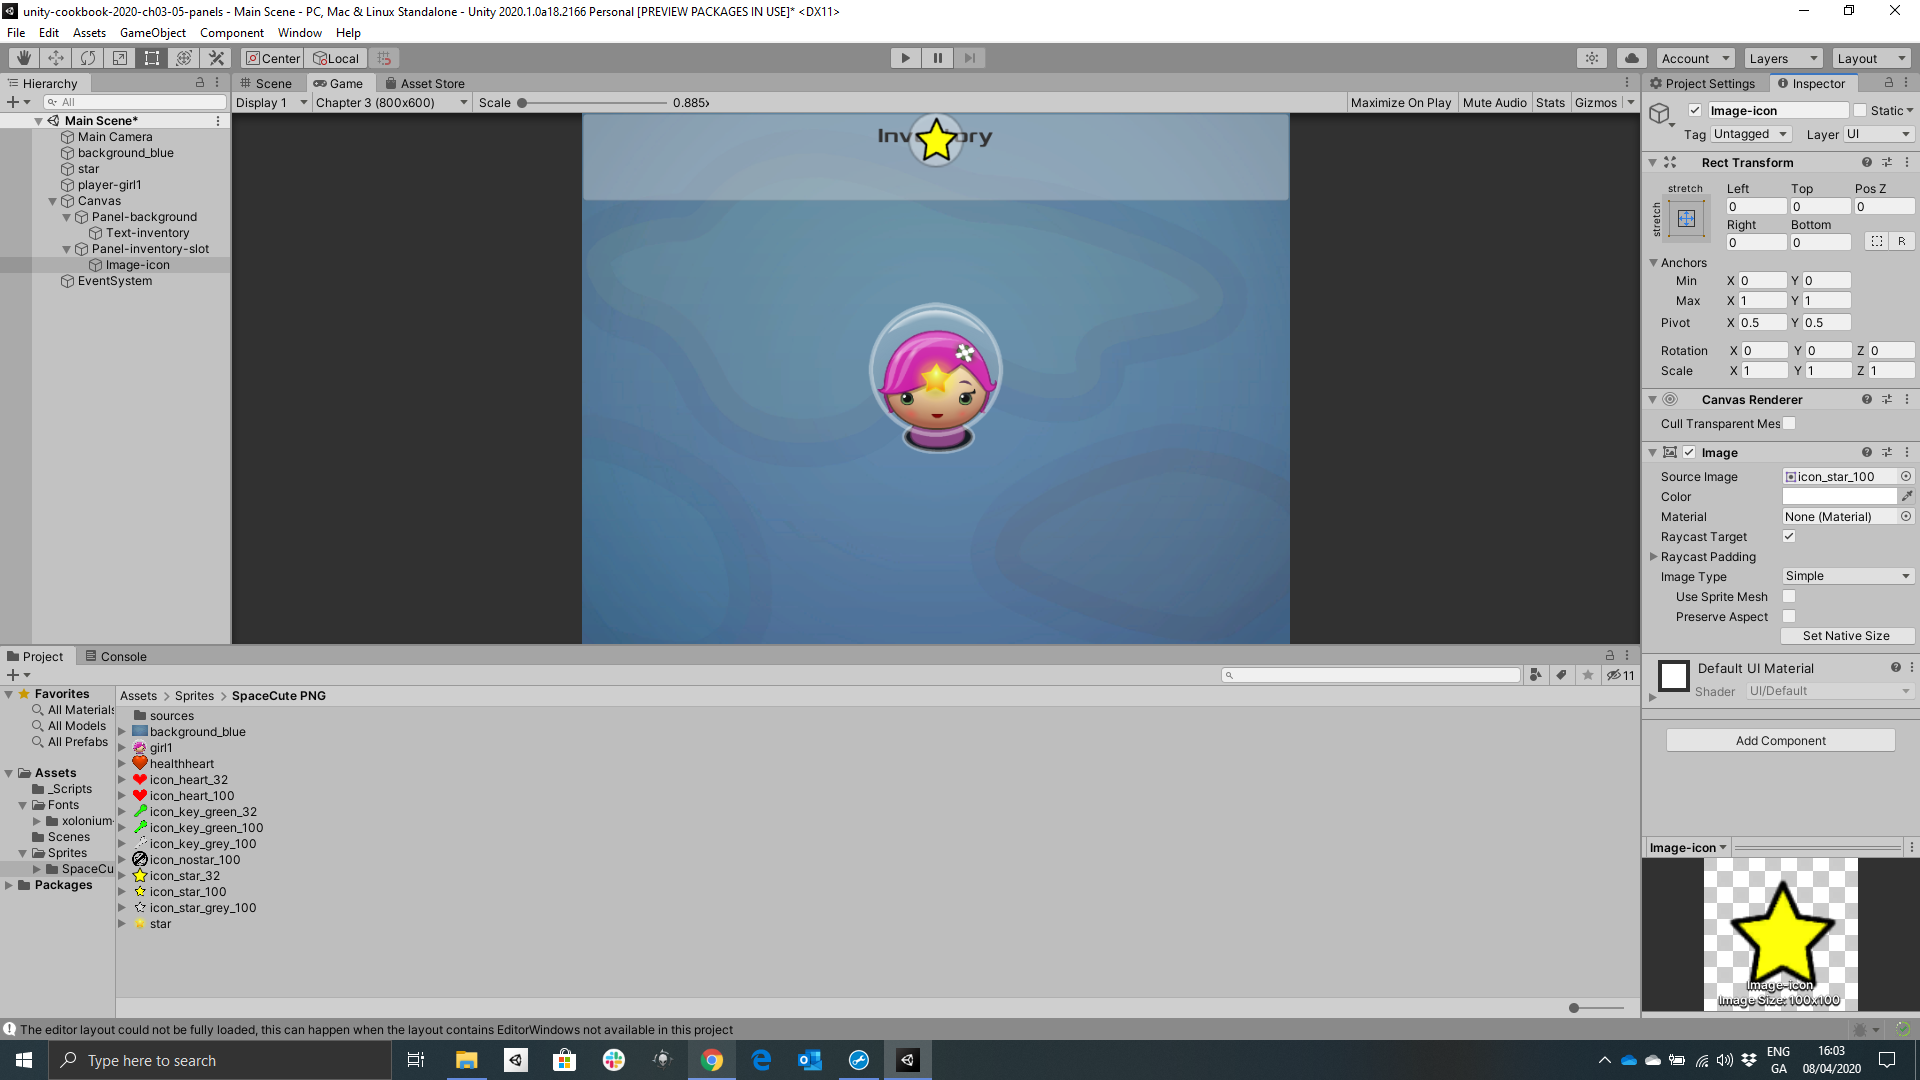 unity-cookbook-2020-ch03-05-panels - Main Scene - PC, Mac & Linux Standalone - Unity 2020.1.0a18.2166 Personal [PREVIEW PACKAGES IN USE]* <DX11>
File Edit Assets GameObject Component Window Help
Center Local Account Layers Layout
Hierarchy
All
Main Scene*
Main Camera
background_blue
star
player-girl1
Canvas
Panel-background
Text-inventory
Panel-inventory-slot
Image-icon
EventSystem
Scene Game Asset Store
Display 1 Chapter 3 (800x600) Scale 0.885x Maximize On Play Mute Audio Stats Gizmos
Project Settings Inspector
Image-icon Static
Tag Untagged Layer UI
Rect Transform
stretch Left Top Pos Z
stretch 0 0 0
Right Bottom
0 0 R
Anchors
Min X 0 Y 0
Max X 1 Y 1
Pivot X 0.5 Y 0.5
Rotation X 0 Y 0 Z 0
Scale X 1 Y 1 Z 1
Canvas Renderer
Cull Transparent Mes
Image
Source Image icon_star_100
Color
Material None (Material)
Raycast Target
Raycast Padding
Image Type Simple
Use Sprite Mesh
Preserve Aspect
Set Native Size
Default UI Material
Shader UI/Default
Add Component
Image-icon
Image-icon
Image Size: 100x100
Project Console
11
Favorites
All Materials
All Models
All Prefabs
Assets
_Scripts
Fonts
xolonium-
Scenes
Sprites
SpaceCu
Packages
Assets > Sprites > SpaceCute PNG
sources
background_blue
girl1
healthheart
icon_heart_32
icon_heart_100
icon_key_green_32
icon_key_green_100
icon_key_grey_100
icon_nostar_100
icon_star_32
icon_star_100
icon_star_grey_100
star
The editor layout could not be fully loaded, this can happen when the layout contains EditorWindows not available in this project
Type here to search
ENG
GA
16:03
08/04/2020